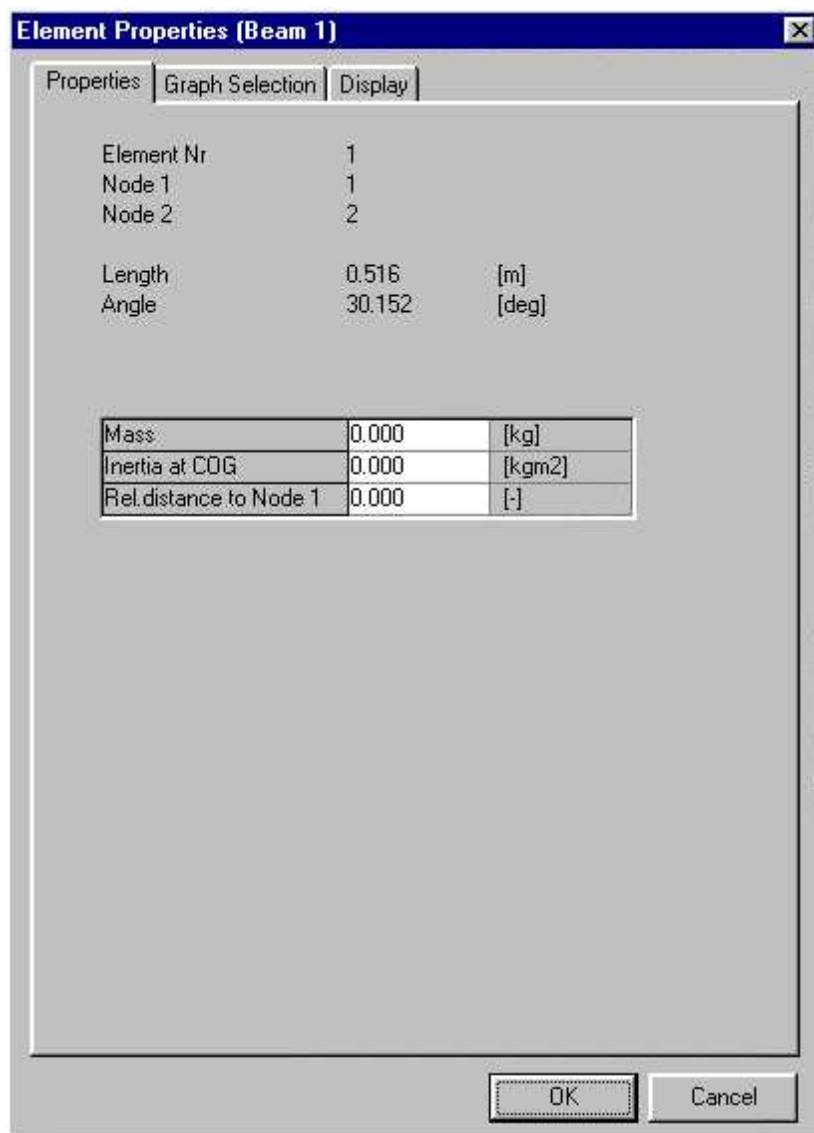 Element Properties (Beam 1)
Properties Graph Selection Display
Element Nr 1
Node 1 1
Node 2 2
Length 0.516 [m]
Angle 30.152 [deg]
Mass 0.000 [kg]
Inertia at COG 0.000 [kgm2]
Rel.distance to Node 1 0.000 [-]
OK Cancel